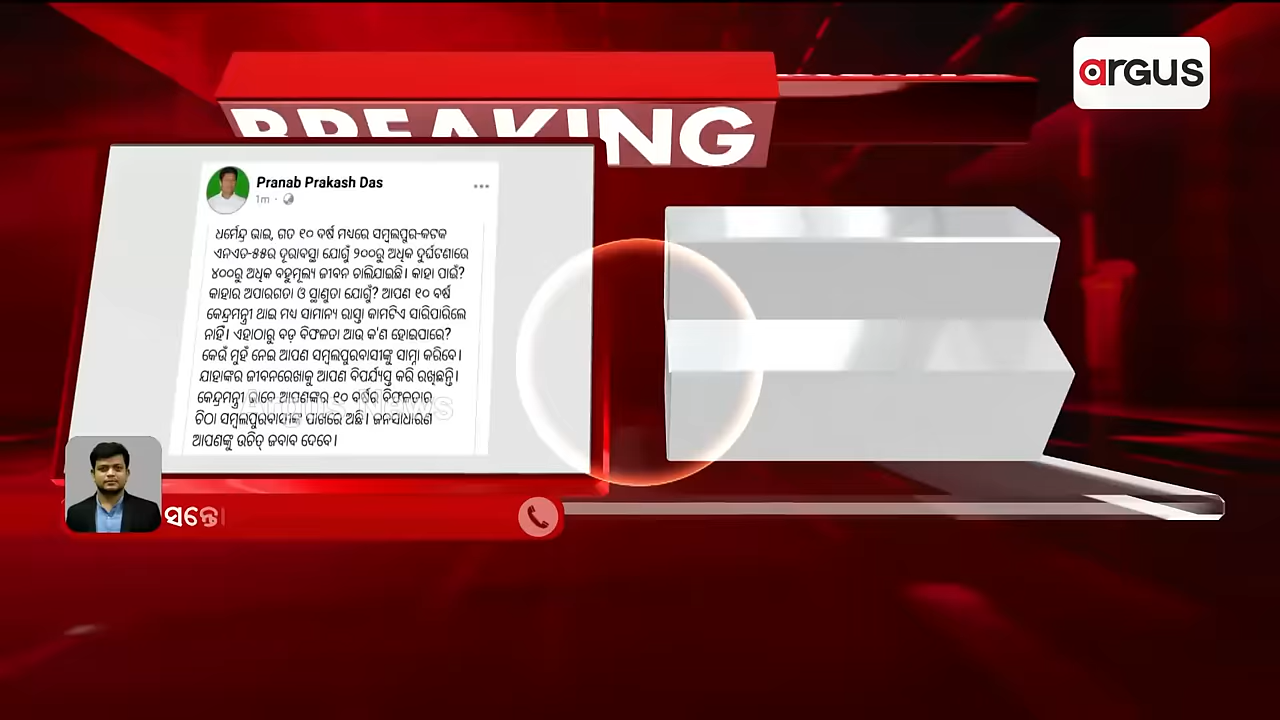 argus
BREAKING
Pranab Prakash Das
1m
ଧର୍ମେନ୍ଦ୍ର ଭାଇ, ଗତ ୧୦ ବର୍ଷ ମଧ୍ୟରେ ସମ୍ବଲପୁର-କଟକ
ଏନଏଚ-୫୫ର ଦୂରାବସ୍ଥା ଯୋଗୁଁ ୨୦୦ରୁ ଅଧିକ ଦୁର୍ଘଟଣାରେ
୪୦୦ରୁ ଅଧିକ ବହୁମୂଲ୍ୟ ଜୀବନ ଚାଲିଯାଇଛି। କାହା ପାଇଁ?
କାହାର ଅପାରଗତା ଓ ସ୍ଥାଣୁତା ଯୋଗୁଁ? ଆପଣ ୧୦ ବର୍ଷ
କେନ୍ଦ୍ରମନ୍ତ୍ରୀ ଥାଇ ମଧ୍ୟ ସାମାନ୍ୟ ରାସ୍ତା କାମଟିଏ ସାରିପାରିଲେ
ନାହିଁ। ଏହାଠାରୁ ବଡ଼ ବିଫଳତା ଆଉ କ'ଣ ହୋଇପାରେ?
କେଉଁ ମୁହଁ ନେଇ ଆପଣ ସମ୍ବଲପୁରବାସୀଙ୍କୁ ସାମ୍ନା କରିବେ।
ଯାହାଙ୍କର ଜୀବନରେଖାକୁ ଆପଣ ବିପର୍ଯ୍ୟସ୍ତ କରି ରଖିଛନ୍ତି।
କେନ୍ଦ୍ରମନ୍ତ୍ରୀ ଭାବେ ଆପଣଙ୍କର ୧୦ ବର୍ଷର ବିଫଳତାର
ଚିଠା ସମ୍ବଲପୁରବାସୀଙ୍କ ପାଖରେ ଅଛି। ଜନସାଧାରଣ
ଆପଣଙ୍କୁ ଉଚିତ୍ ଜବାବ ଦେବେ।
Argus News
ସନ୍ତୋ